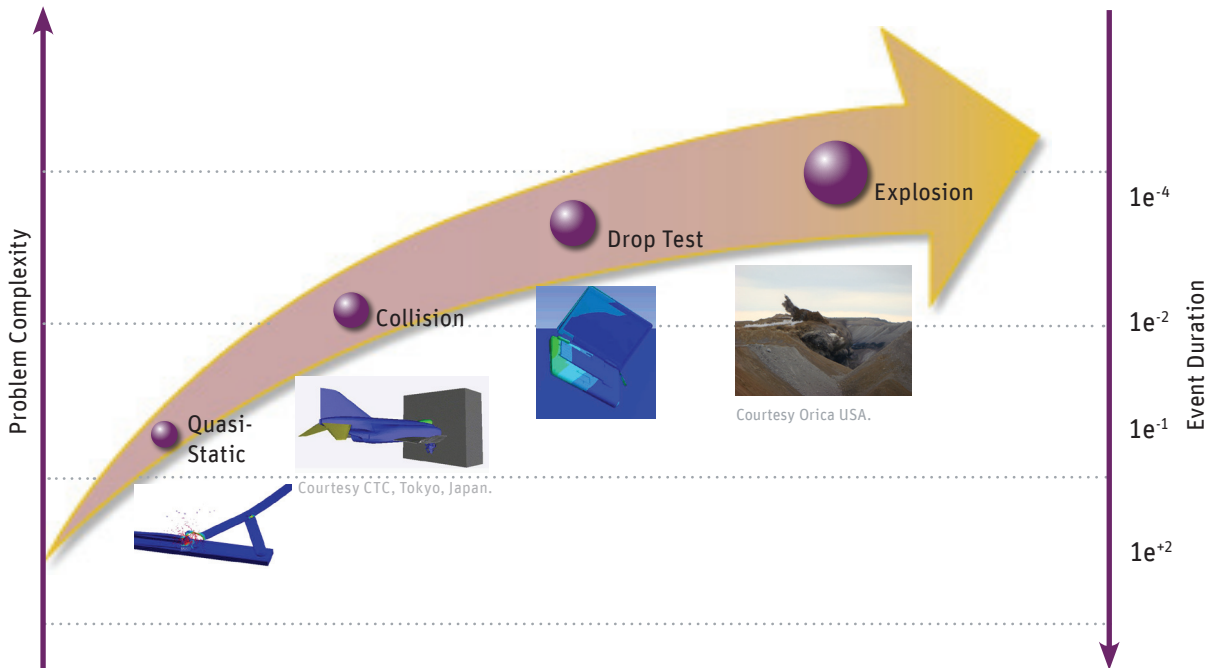 Problem Complexity
Quasi-
Static
Collision
Drop Test
Explosion
Courtesy CTC, Tokyo, Japan.
Courtesy Orica USA.
1e-4
1e-2
1e-1
1e+2
Event Duration